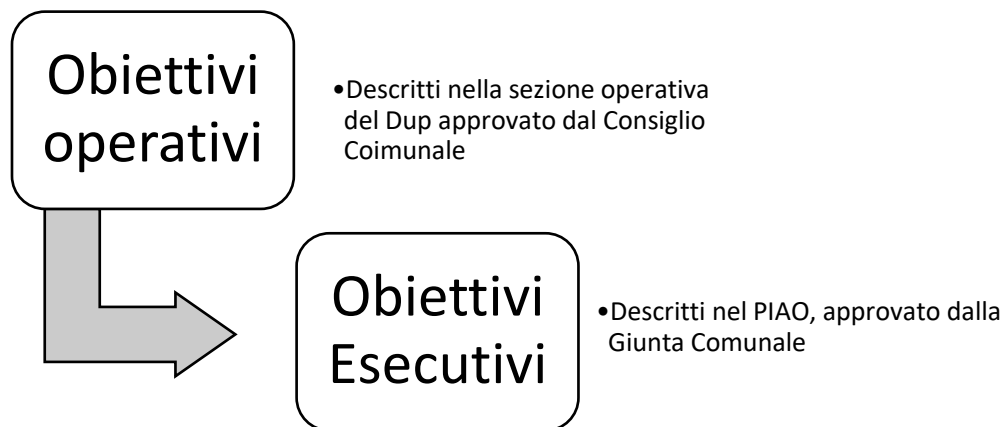 Obiettivi
operativi
•Descritti nella sezione operativa
del Dup approvato dal Consiglio
Coimunale
Obiettivi
Esecutivi
•Descritti nel PIAO, approvato dalla
Giunta Comunale